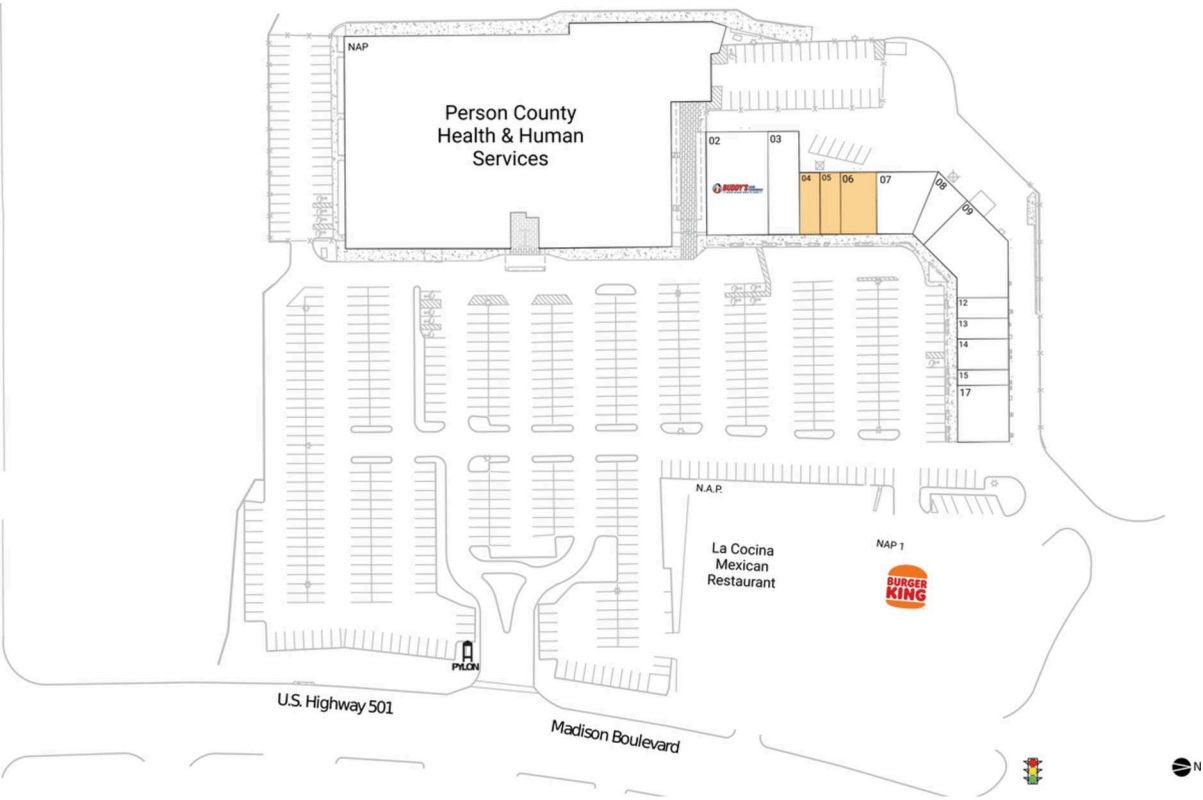 NAP
Person County
Health & Human
Services
02
03
BUDDY'S
04
05
06
07
08
09
12
13
14
15
17
N.A.P.
La Cocina
Mexican
Restaurant
NAP 1
BURGER
KING
PYLON
U.S. Highway 501
Madison Boulevard
N